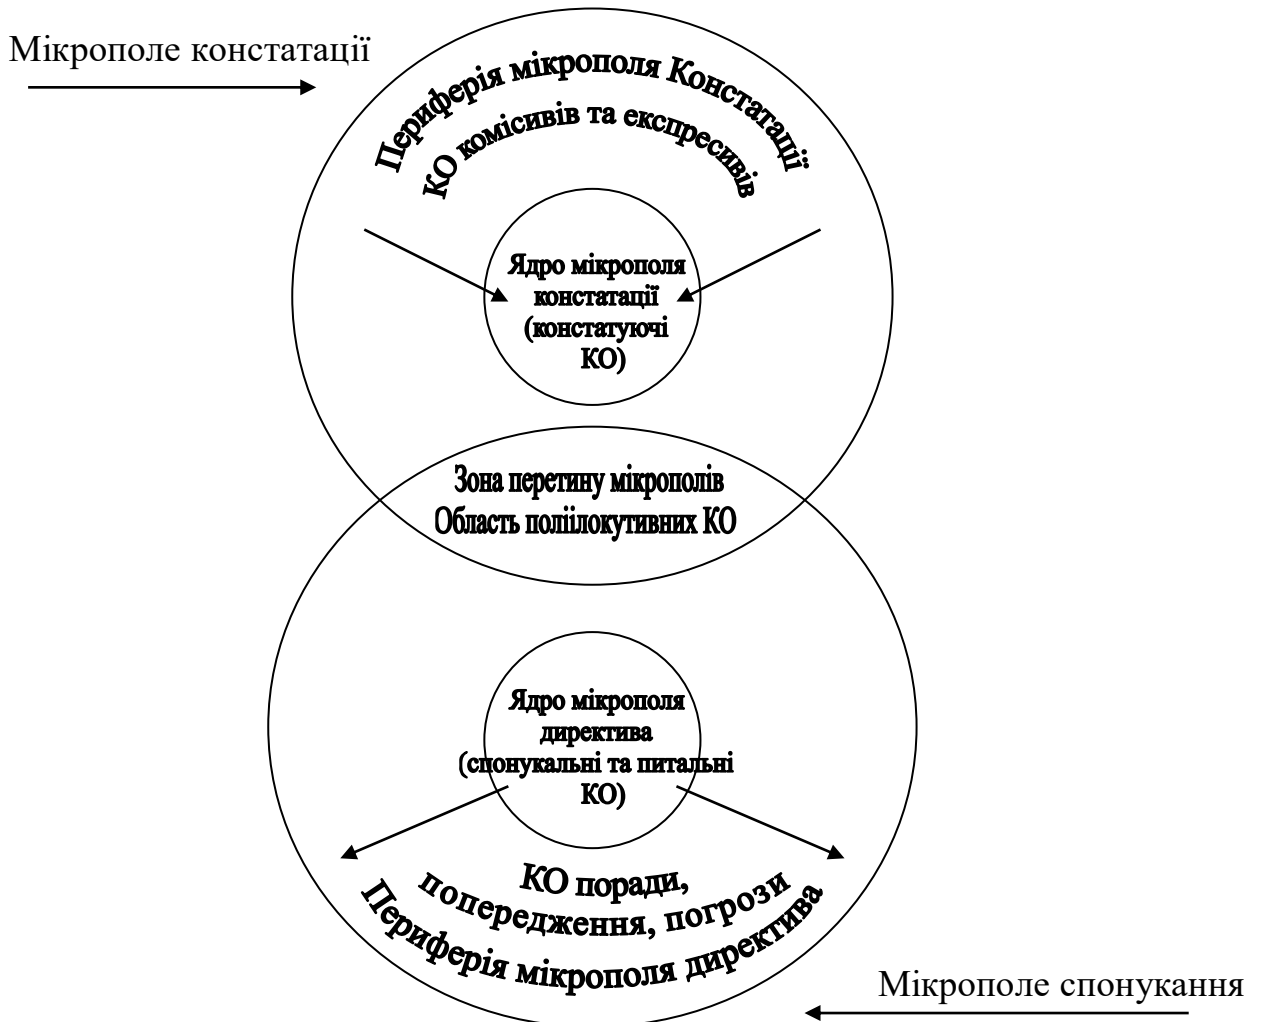 Мікрополе констатації
Периферія мікрополя Констатації
КО комісивів та експресивів
Ядро мікрополя
констатації
(констатуючі
КО)
Зона перетину мікрополів
Область поліілокутивних КО
Ядро мікрополя
директива
(спонукальні та питальні
КО)
КО поради,
попередження, погрози
Периферія мікрополя директива
Мікрополе спонукання